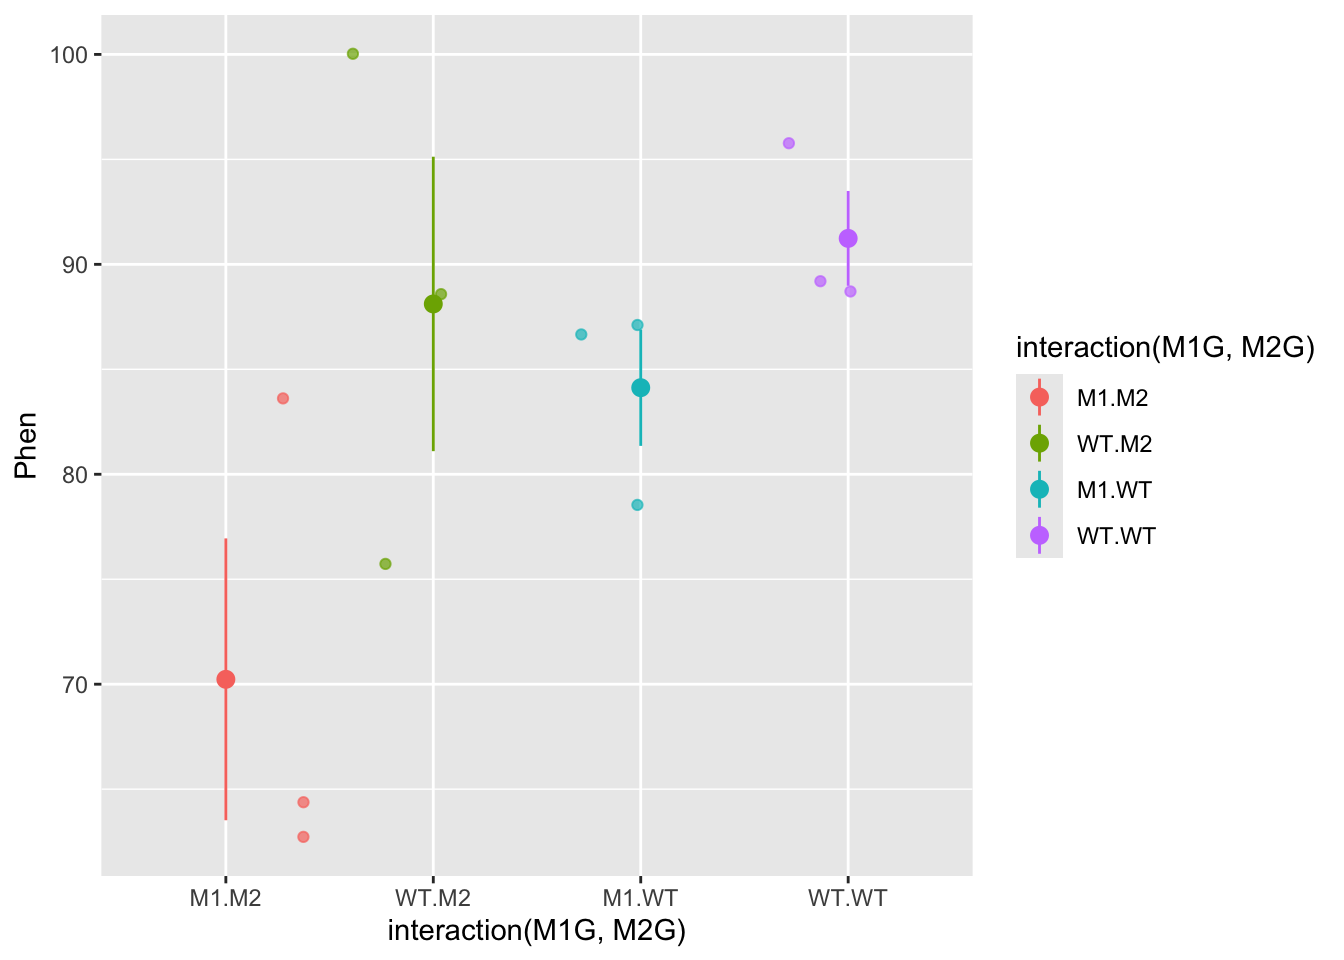 100
90
80
70
Phen
M1.M2
WT.M2
M1.WT
WT.WT
interaction(M1G, M2G)
interaction(M1G, M2G)
M1.M2
WT.M2
M1.WT
WT.WT